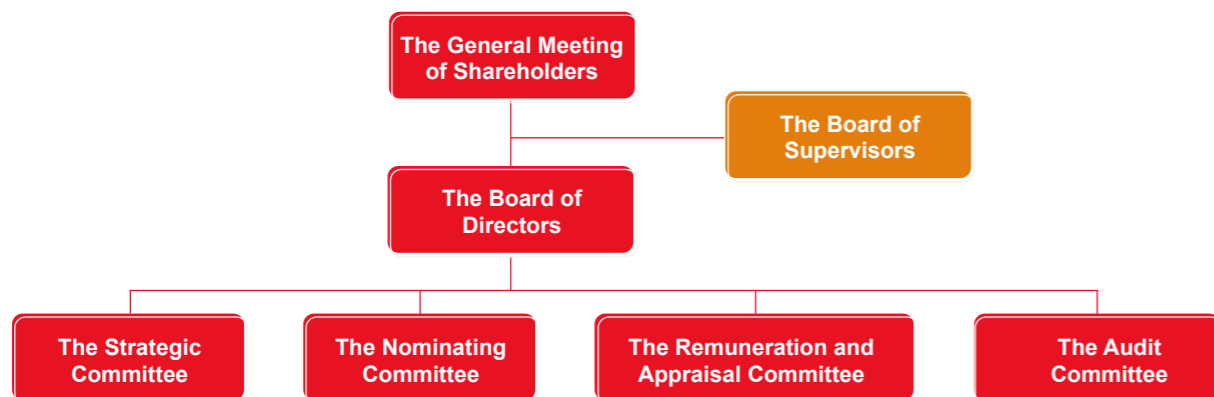 The General Meeting
of Shareholders
The Board of
Supervisors
The Board of
Directors
The Strategic
Committee
The Nominating
Committee
The Remuneration and
Appraisal Committee
The Audit
Committee